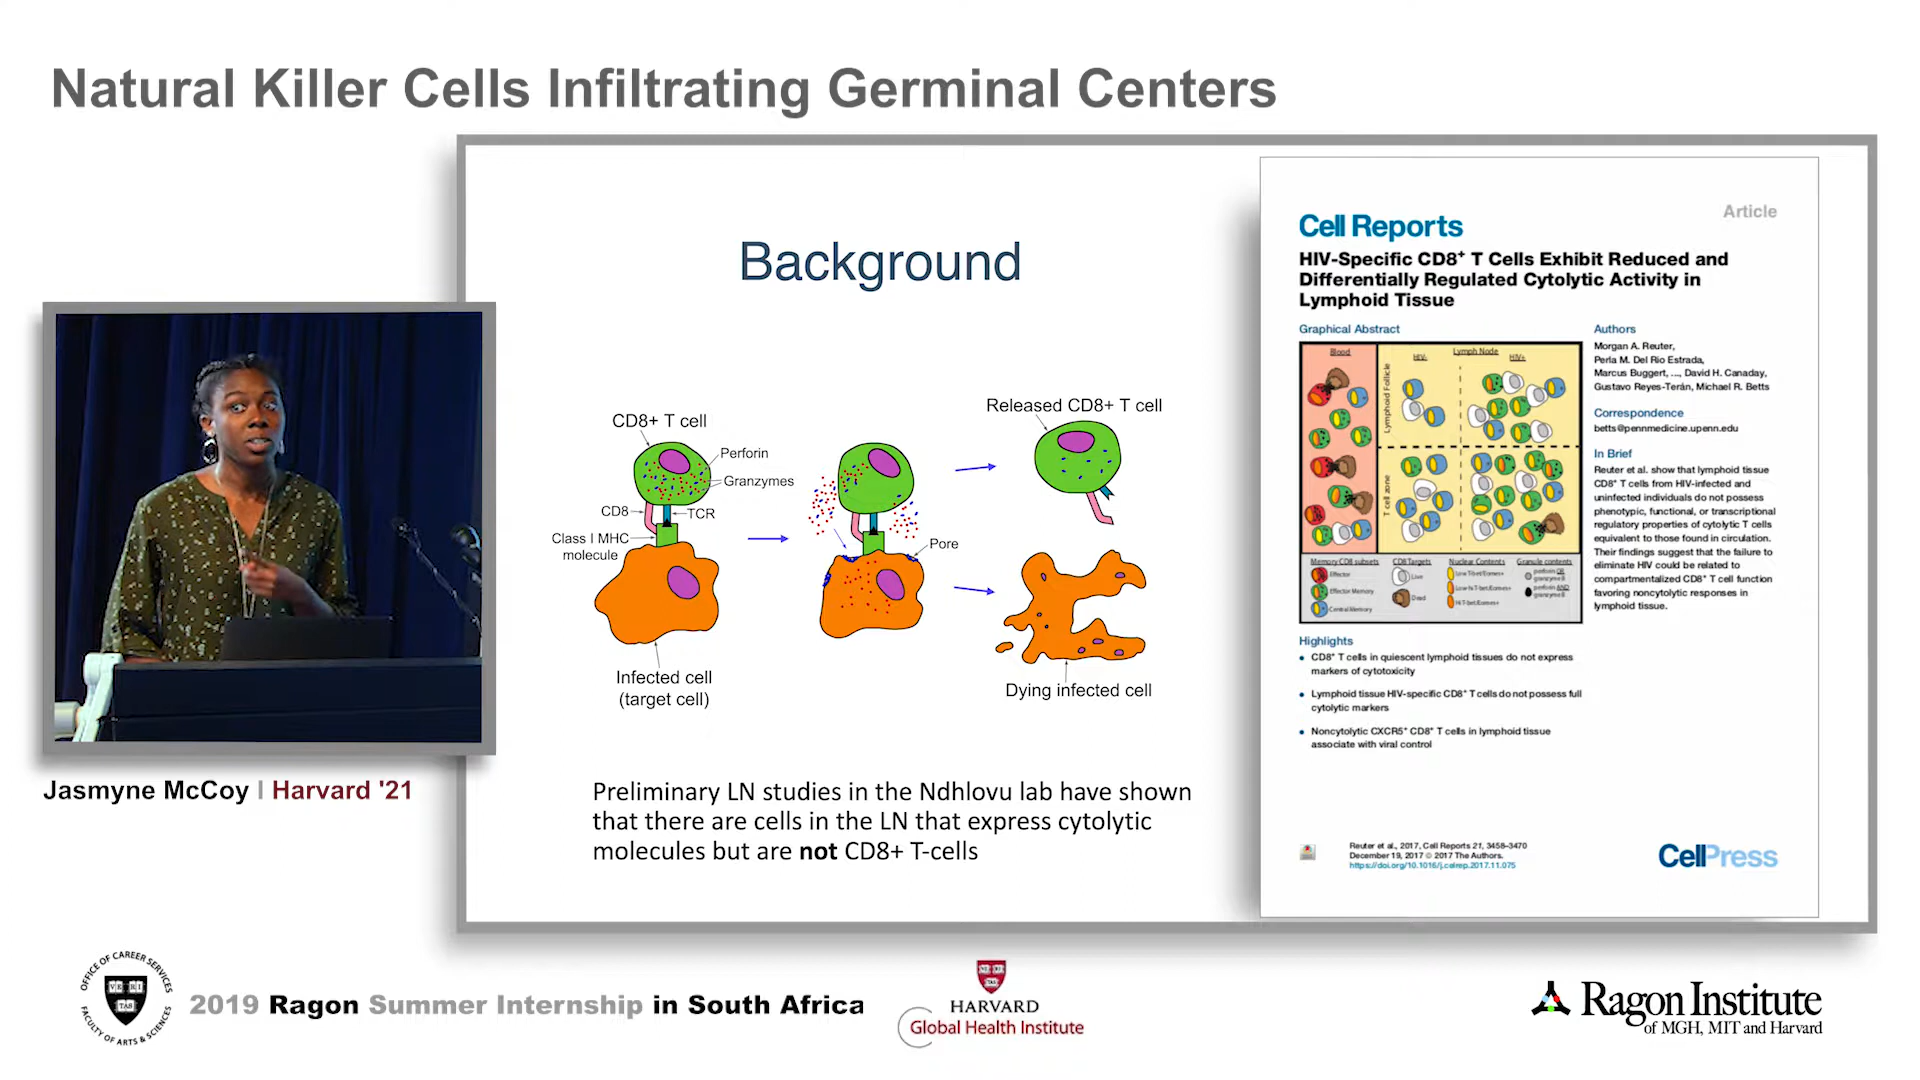 Natural Killer Cells Infiltrating Germinal Centers
Background
CD8+ T cell
Perforin
Granzymes
CD8
TCR
Class I MHC
molecule
Infected cell
(target cell)
Pore
Released CD8+ T cell
Dying infected cell
Preliminary LN studies in the Ndhlovu lab have shown
that there are cells in the LN that express cytolytic
molecules but are not CD8+ T-cells
Article
Cell Reports
HIV-Specific CD8⁺ T Cells Exhibit Reduced and
Differentially Regulated Cytolytic Activity in
Lymphoid Tissue
Graphical Abstract
Blood
Lymph Node
HIV-
HIV+
Lymphoid Follicle
T cell zone
Memory CD8 subsets
Effector
Effector Memory
Central Memory
CD8 Targets
Live
Dead
Nuclear Contents
Low T-bet/Eomes+
Low-hi T-bet/Eomes+
Hi T-bet/Eomes+
Granule contents
perforin OR
granzyme B
perforin AND
granzyme B
Authors
Morgan A. Reuter,
Perla M. Del Rio Estrada,
Marcus Buggert, ..., David H. Canaday,
Gustavo Reyes-Terán, Michael R. Betts
Correspondence
betts@pennmedicine.upenn.edu
In Brief
Reuter et al. show that lymphoid tissue
CD8⁺ T cells from HIV-infected and
uninfected individuals do not possess
phenotypic, functional, or transcriptional
regulatory properties of cytolytic T cells
equivalent to those found in circulation.
Their findings suggest that the failure to
eliminate HIV could be related to
compartmentalized CD8⁺ T cell function
favoring noncytolytic responses in
lymphoid tissue.
Highlights
• CD8⁺ T cells in quiescent lymphoid tissues do not express
markers of cytotoxicity
• Lymphoid tissue HIV-specific CD8⁺ T cells do not possess full
cytolytic markers
• Noncytolytic CXCR5⁺ CD8⁺ T cells in lymphoid tissue
associate with viral control
Reuter et al., 2017, Cell Reports 21, 3458–3470
December 19, 2017 © 2017 The Authors.
https://doi.org/10.1016/j.celrep.2017.11.075
CellPress
Jasmyne McCoy | Harvard '21
OFFICE OF CAREER SERVICES
VE RI TAS
FACULTY OF ARTS & SCIENCES
2019 Ragon Summer Internship in South Africa
HARVARD
Global Health Institute
Ragon Institute
of MGH, MIT and Harvard